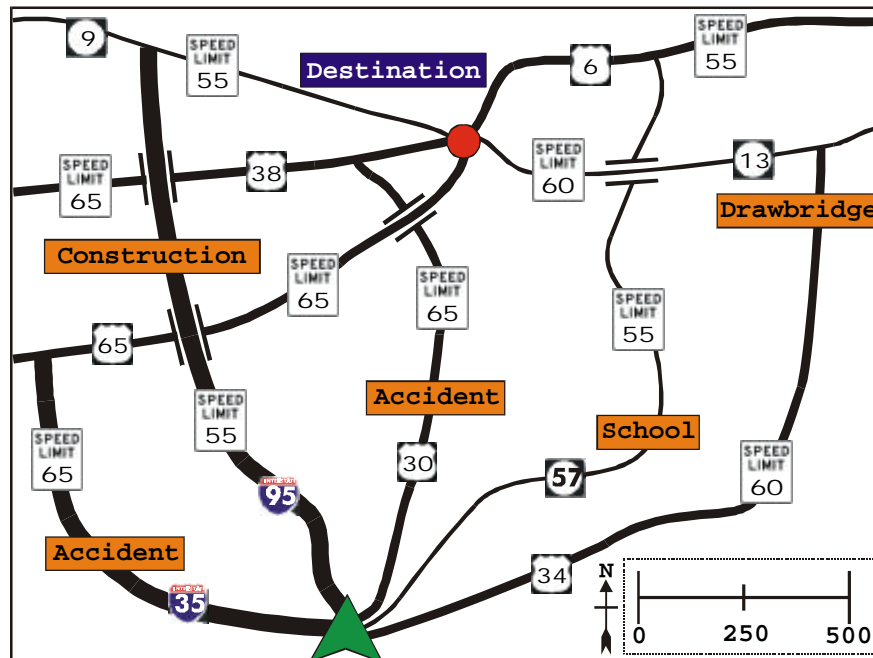 9
SPEED
LIMIT
55
Destination
6
SPEED
LIMIT
55
SPEED
LIMIT
65
38
SPEED
LIMIT
60
13
Drawbridge
Construction
SPEED
LIMIT
65
SPEED
LIMIT
65
SPEED
LIMIT
55
65
SPEED
LIMIT
55
Accident
School
SPEED
LIMIT
65
30
57
SPEED
LIMIT
60
INTERSTATE
95
Accident
34
INTERSTATE
35
N
0 250 500